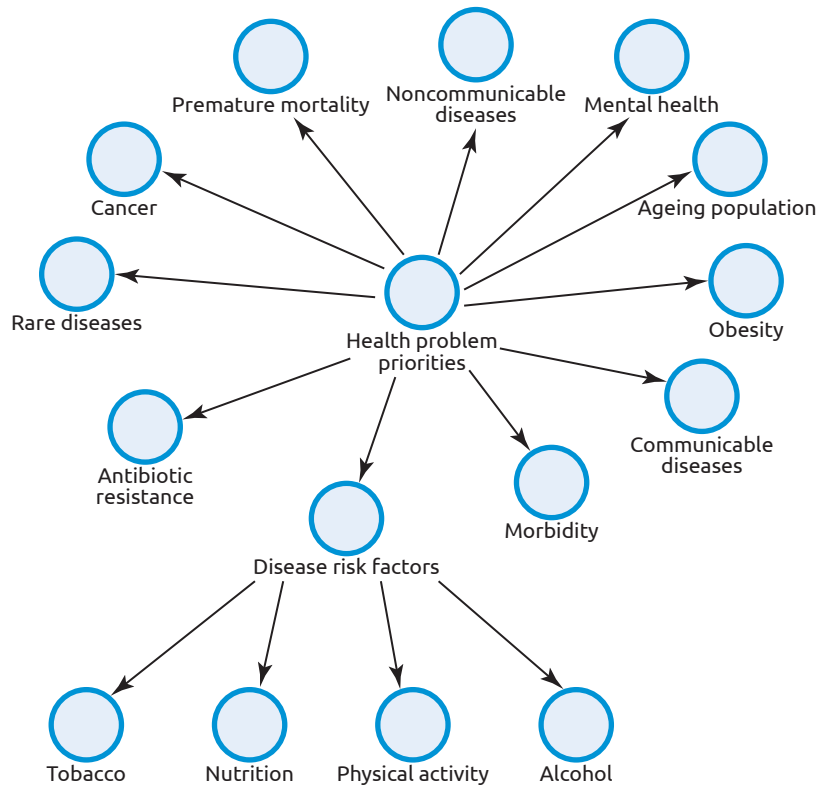 Premature mortality
Noncommunicable
diseases
Mental health
Cancer
Ageing population
Rare diseases
Obesity
Health problem
priorities
Communicable
diseases
Antibiotic
resistance
Morbidity
Disease risk factors
Tobacco
Nutrition
Physical activity
Alcohol